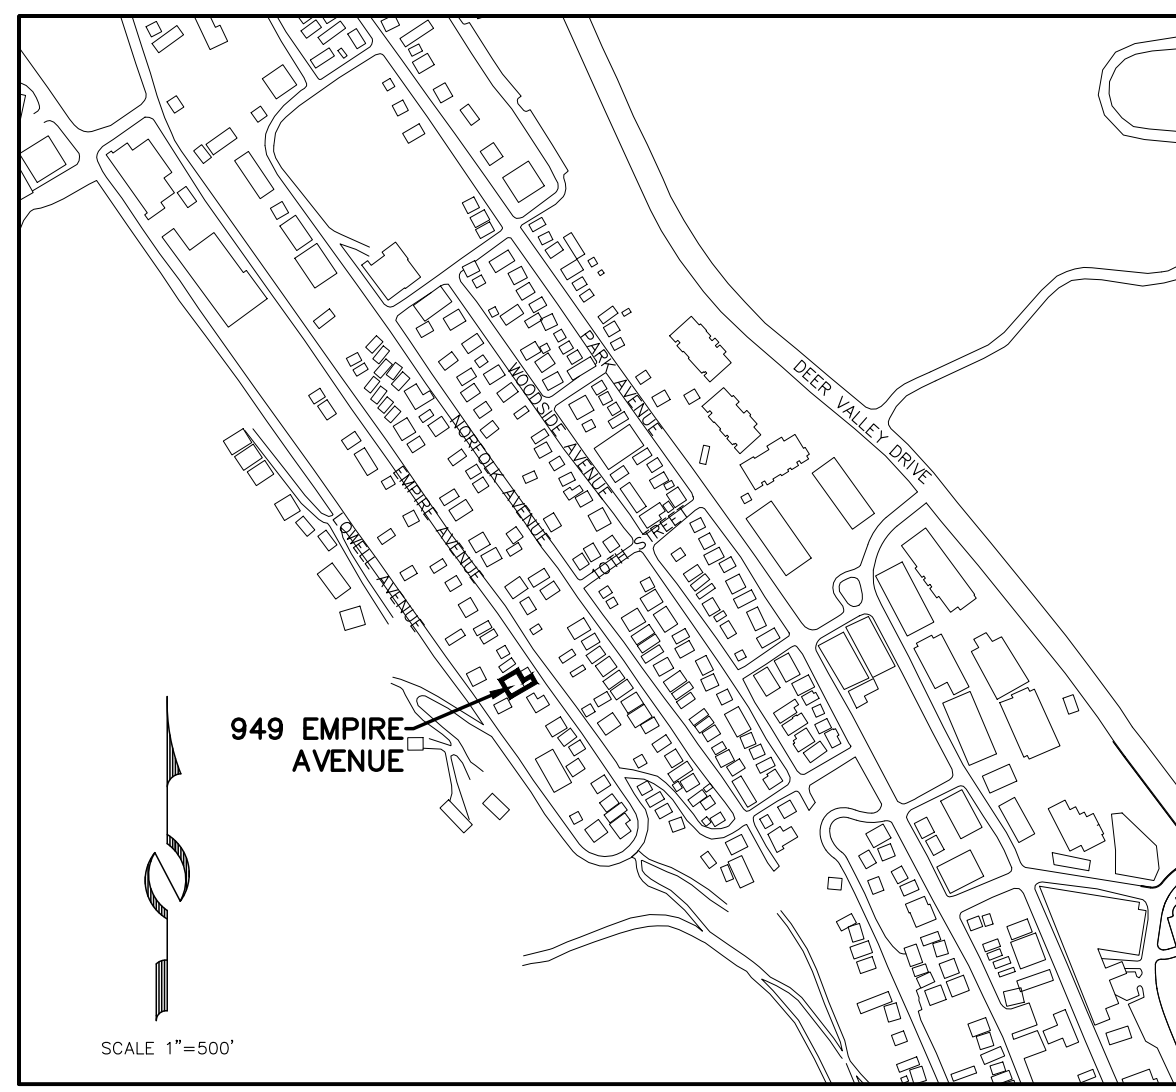 PARK AVENUE
DEER VALLEY DRIVE
WOODSIDE AVENUE
NORFOLK AVENUE
EMPIRE AVENUE
10TH STREET
LOWELL AVENUE
949 EMPIRE
AVENUE
SCALE 1"=500'